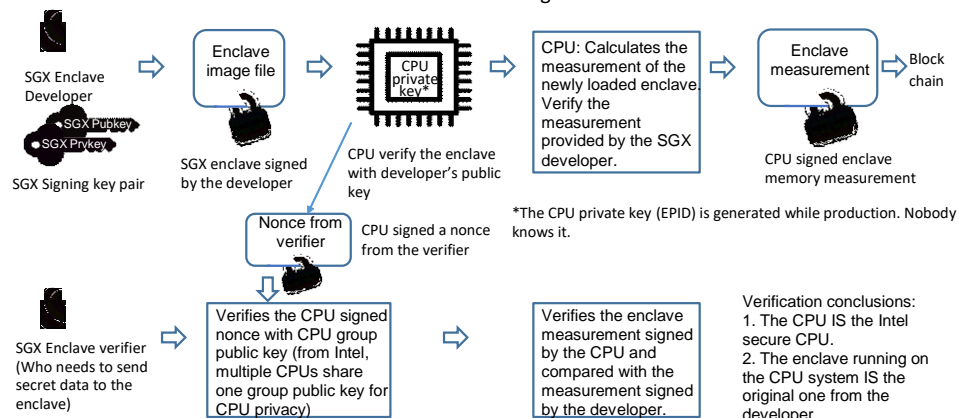 SGX Enclave
Developer
SGX Pubkey
SGX Prvkey
SGX Signing key pair
Enclave
image file
SGX enclave signed
by the developer
CPU
private
key*
CPU verify the enclave
with developer's public
key
CPU: Calculates the
measurement of the
newly loaded enclave.
Verify the
measurement
provided by the SGX
developer.
Enclave
measurement
Block
chain
CPU signed enclave
memory measurement
*The CPU private key (EPID) is generated while production. Nobody
knows it.
Nonce from
verifier
CPU signed a nonce
from the verifier
SGX Enclave verifier
(Who needs to send
secret data to the
enclave)
Verifies the CPU signed
nonce with CPU group
public key (from Intel,
multiple CPUs share
one group public key for
CPU privacy)
Verifies the enclave
measurement signed
by the CPU and
compared with the
measurement signed
by the developer.
Verification conclusions:
1. The CPU IS the Intel
secure CPU.
2. The enclave running on
the CPU system IS the
original one from the
developer